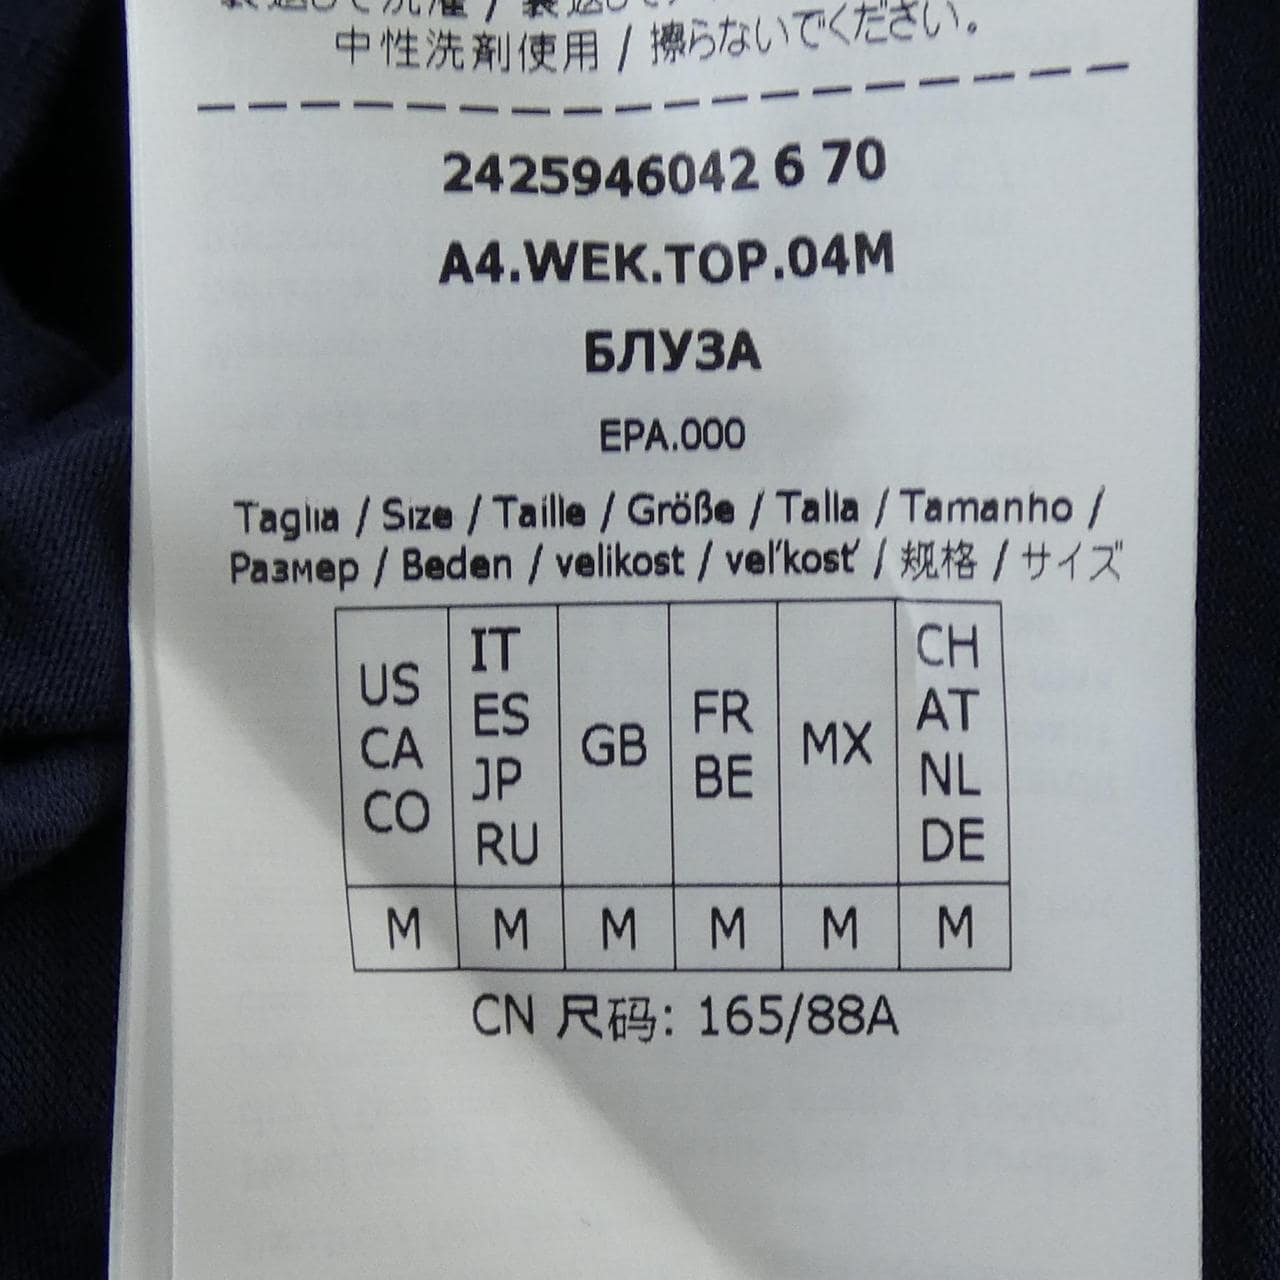 中性洗剤使用 / 擦らないでください。
2425946042 6 70
A4.WEK.TOP.04M
БЛУЗА
EPA.000
Taglia / Size / Taille / Größe / Talla / Tamanho /
Размер / Beden / velikost / veľkosť / 规格 / サイズ
US CA CO
IT ES JP RU
GB
FR BE
MX
CH AT NL DE
M M M M M M
CN 尺码: 165/88A